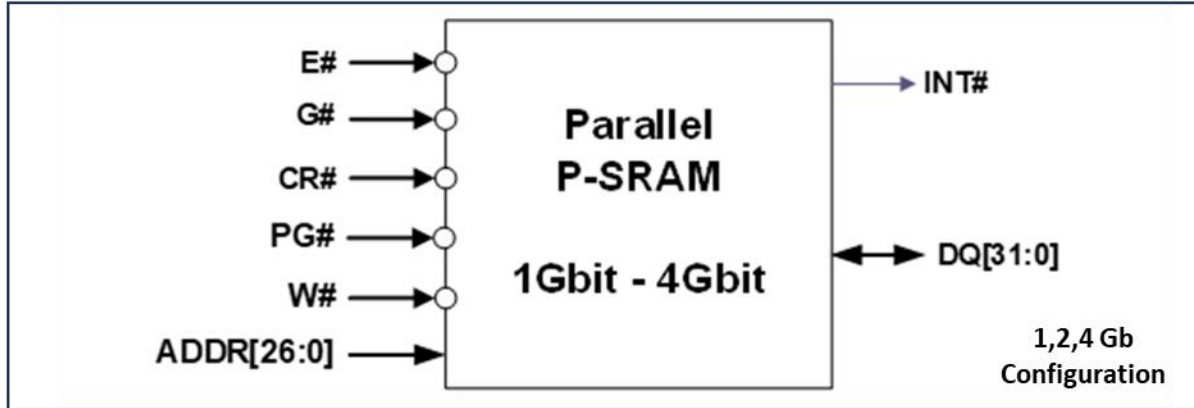 E#
G#
CR#
PG#
W#
ADDR[26:0]
Parallel
P-SRAM
1Gbit - 4Gbit
INT#
DQ[31:0]
1,2,4 Gb
Configuration